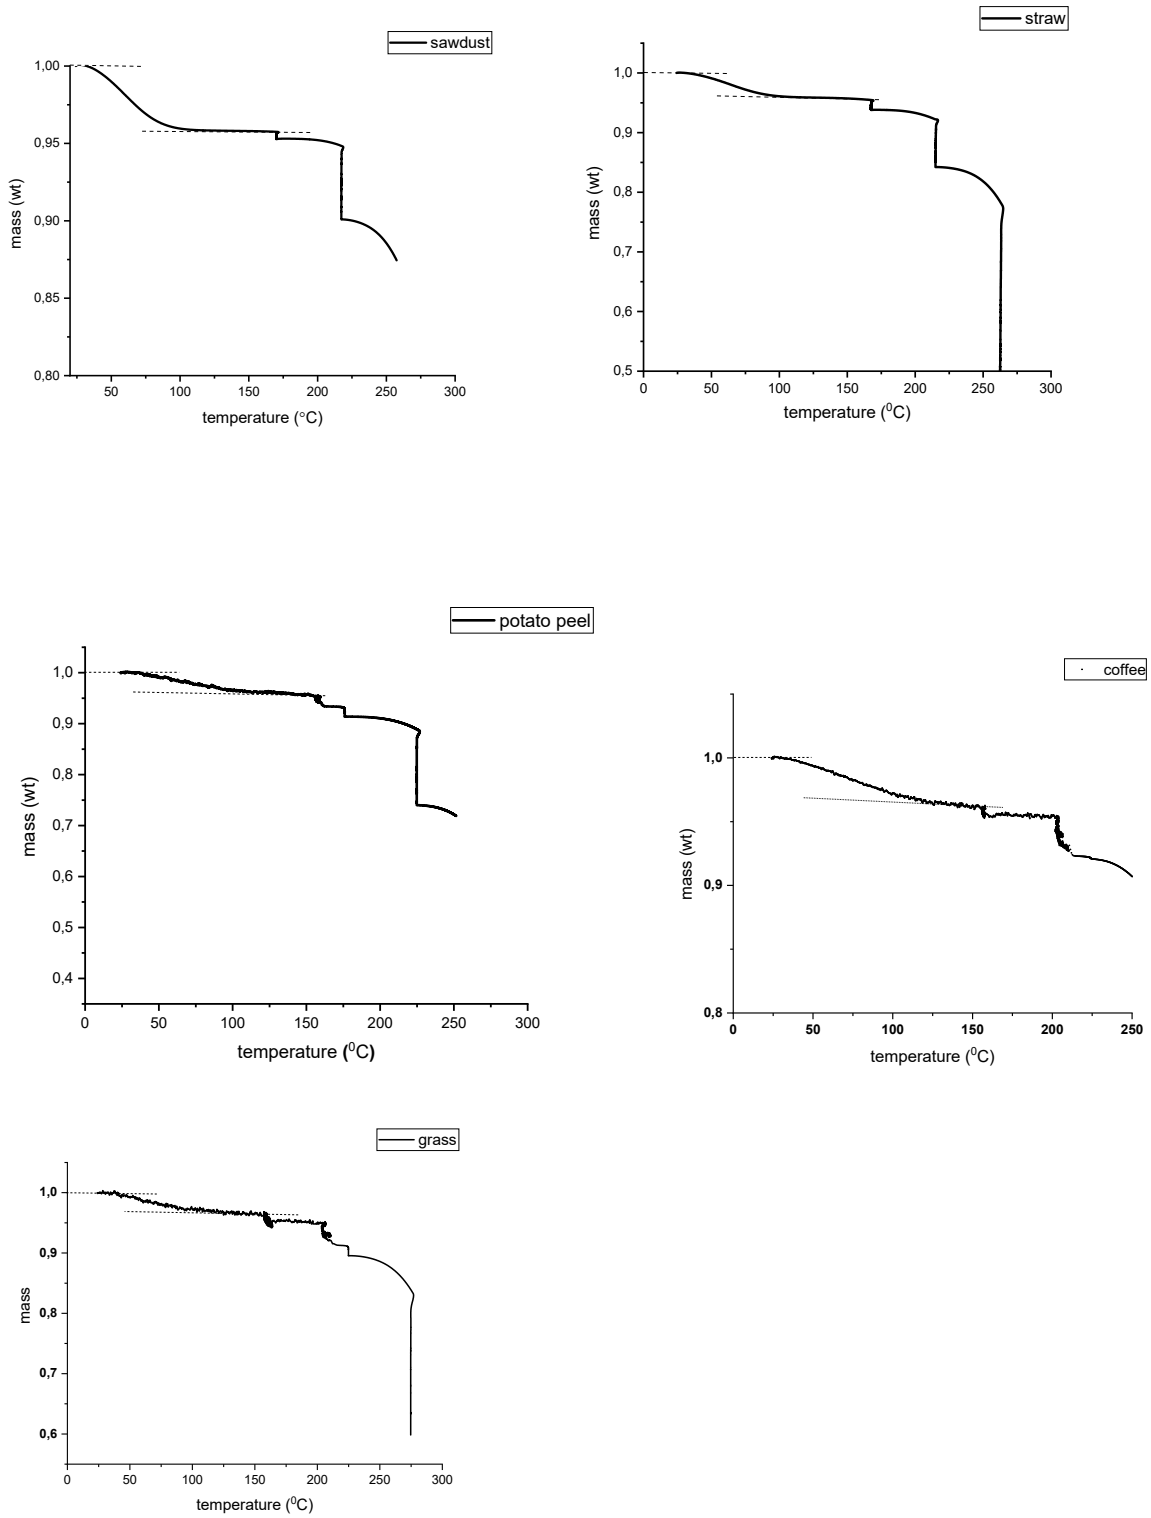 sawdust
1,00
0,95
0,90
0,85
0,80
mass (wt)
50 100 150 200 250 300
temperature (°C)
straw
1,0
0,9
0,8
0,7
0,6
0,5
mass (wt)
0 50 100 150 200 250 300
temperature (⁰C)
potato peel
1,0
0,9
0,8
0,7
0,6
0,5
0,4
mass (wt)
0 50 100 150 200 250 300
temperature (⁰C)
coffee
1,0
0,9
0,8
mass (wt)
0 50 100 150 200 250
temperature (⁰C)
grass
1,0
0,9
0,8
0,7
0,6
mass
0 50 100 150 200 250 300
temperature (⁰C)